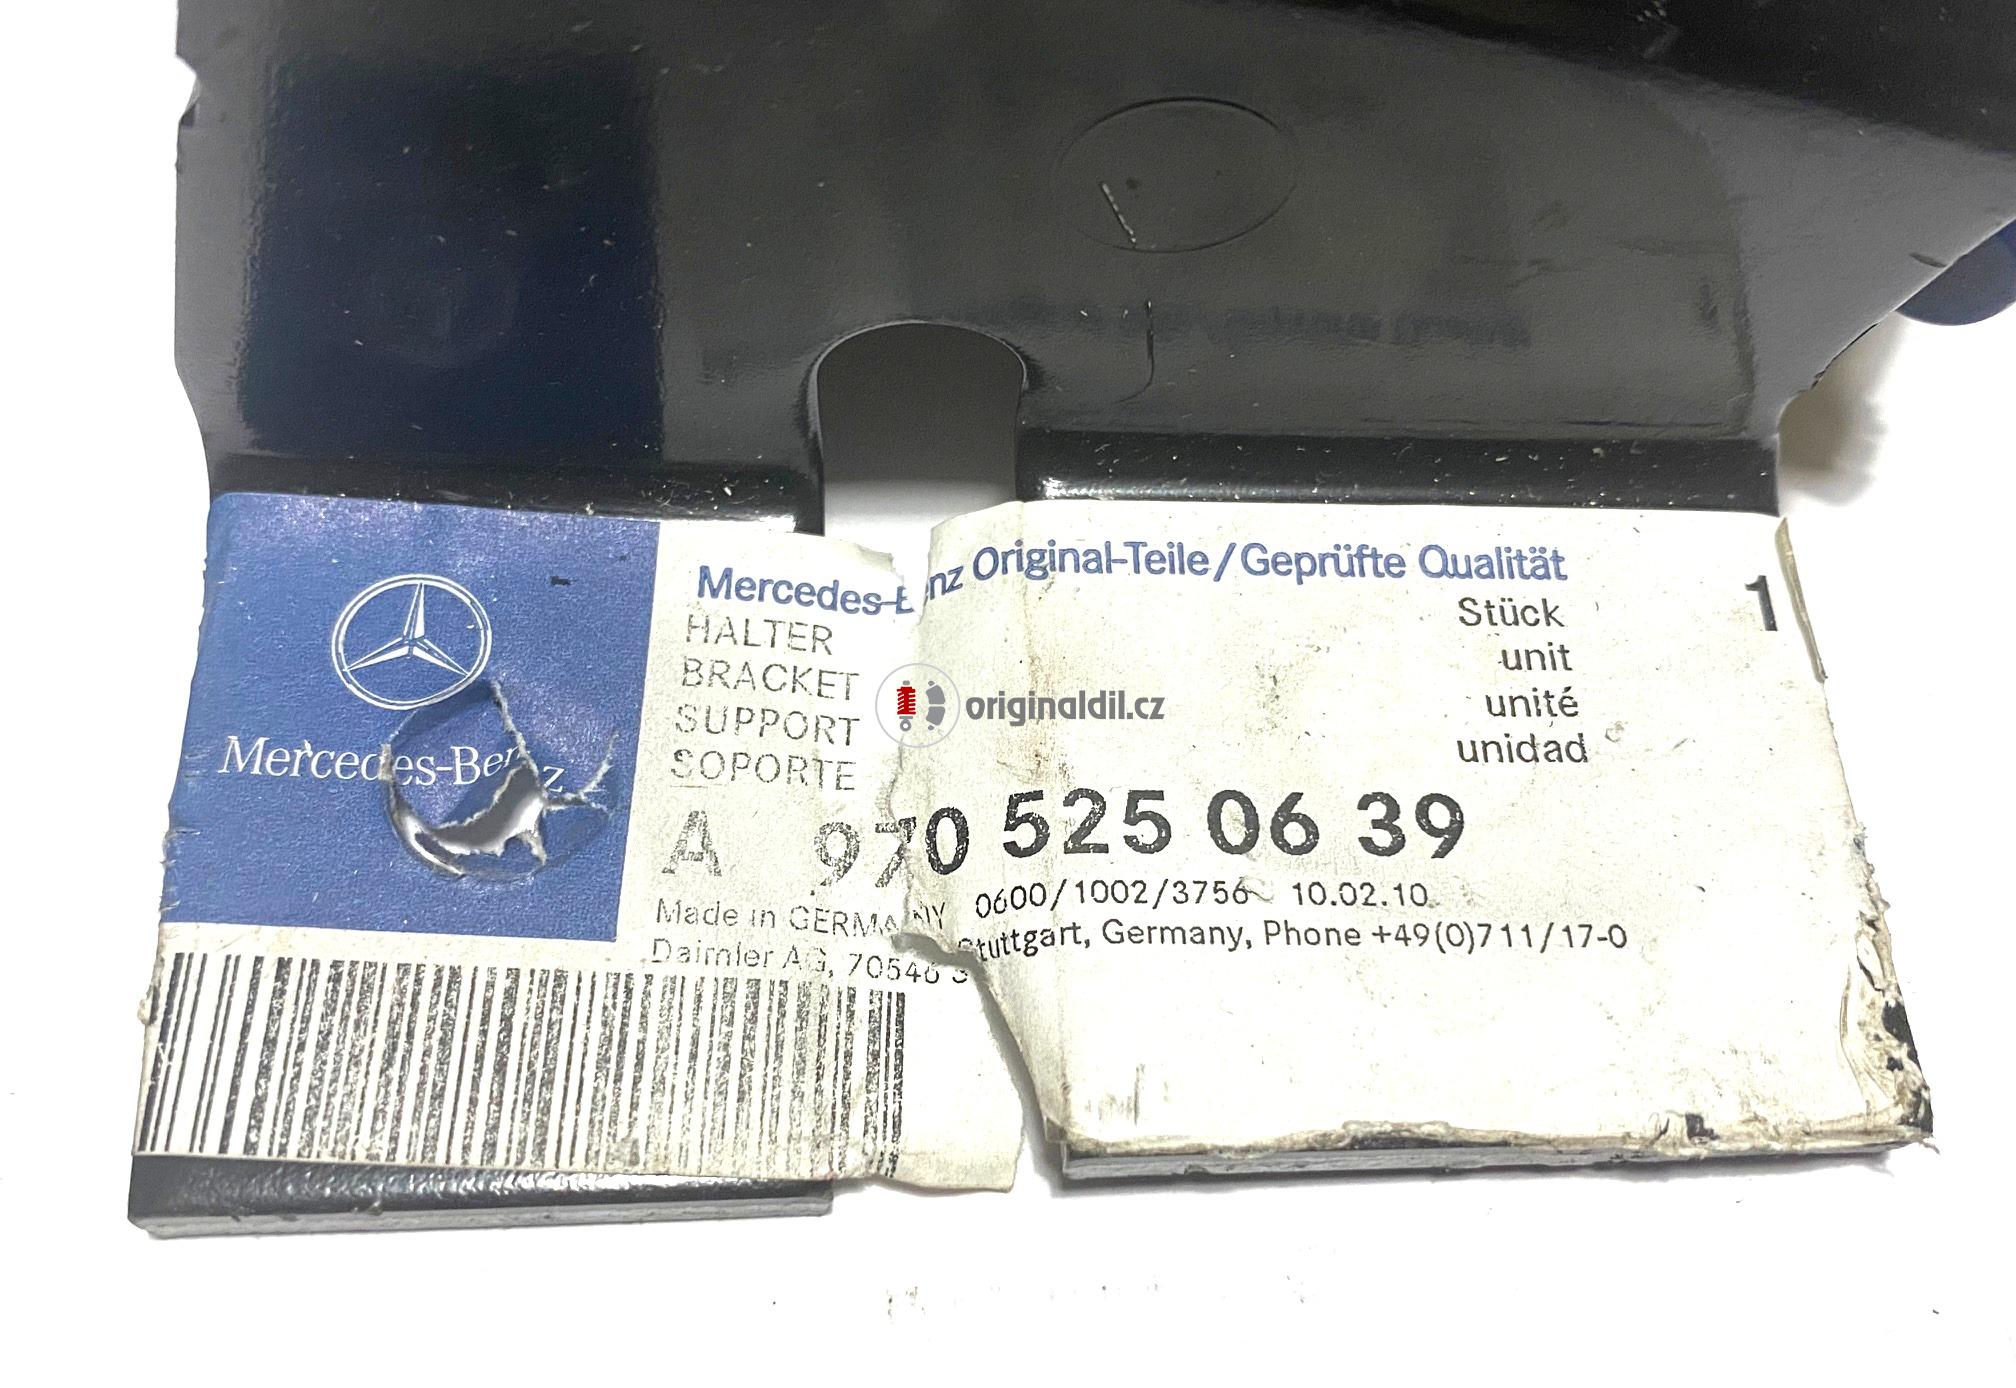 Mercedes-Benz
Mercedes-Benz Original-Teile/Geprüfte Qualität
HALTER
BRACKET
SUPPORT
SOPORTE
Stück 1
unit
unité
unidad
originaldil.cz
A 970 525 06 39
Made in GERMANY 0600/1002/3756 10.02.10
Daimler AG, 70546 Stuttgart, Germany, Phone +49(0)711/17-0